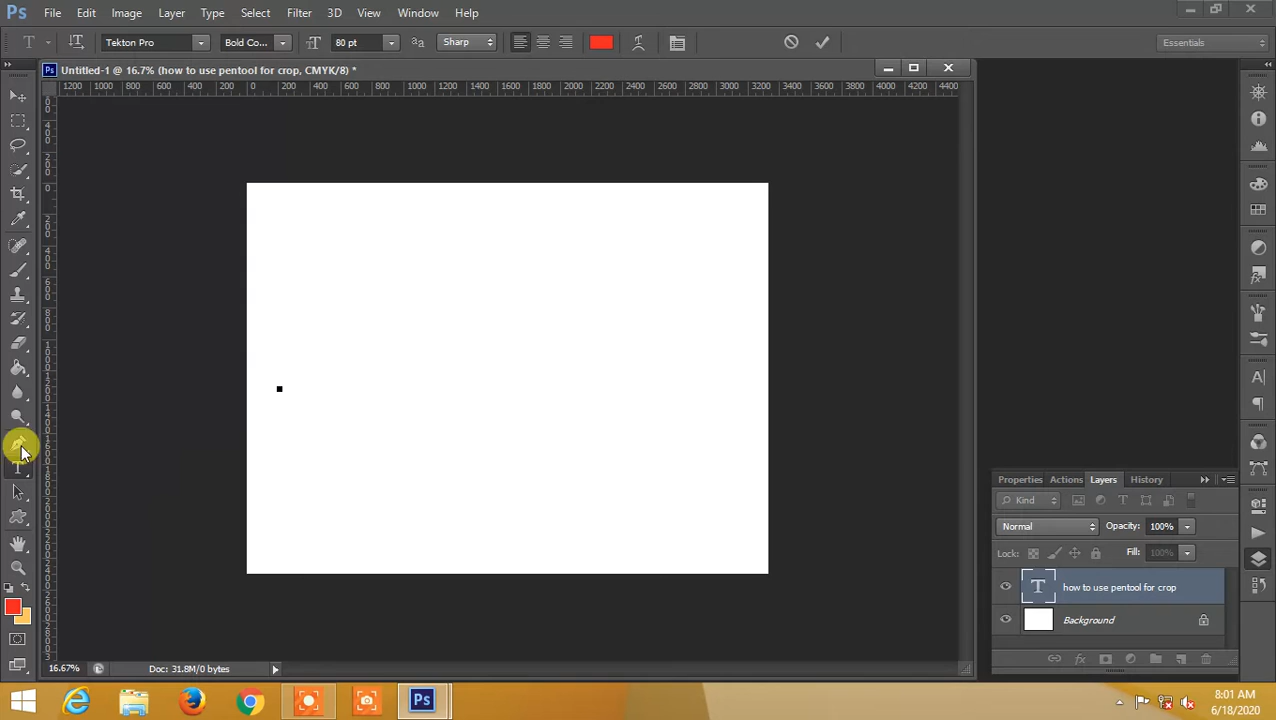 Ps File Edit Image Layer Type Select Filter 3D View Window Help
T Tekton Pro Bold Co... 80 pt aa Sharp Essentials
Ps Untitled-1 @ 16.7% (how to use pentool for crop, CMYK/8) *
1200 1000 800 600 400 200 0 200 400 600 800 1000 1200 1400 1600 1800 2000 2200 2400 2600 2800 3000 3200 3400 3600 3800 4000 4200 4400
Properties Actions Layers History
Kind
Normal Opacity: 100%
Lock: Fill: 100%
T how to use pentool for crop
Background
16.67% Doc: 31.8M/0 bytes
Ps 8:01 AM
6/18/2020